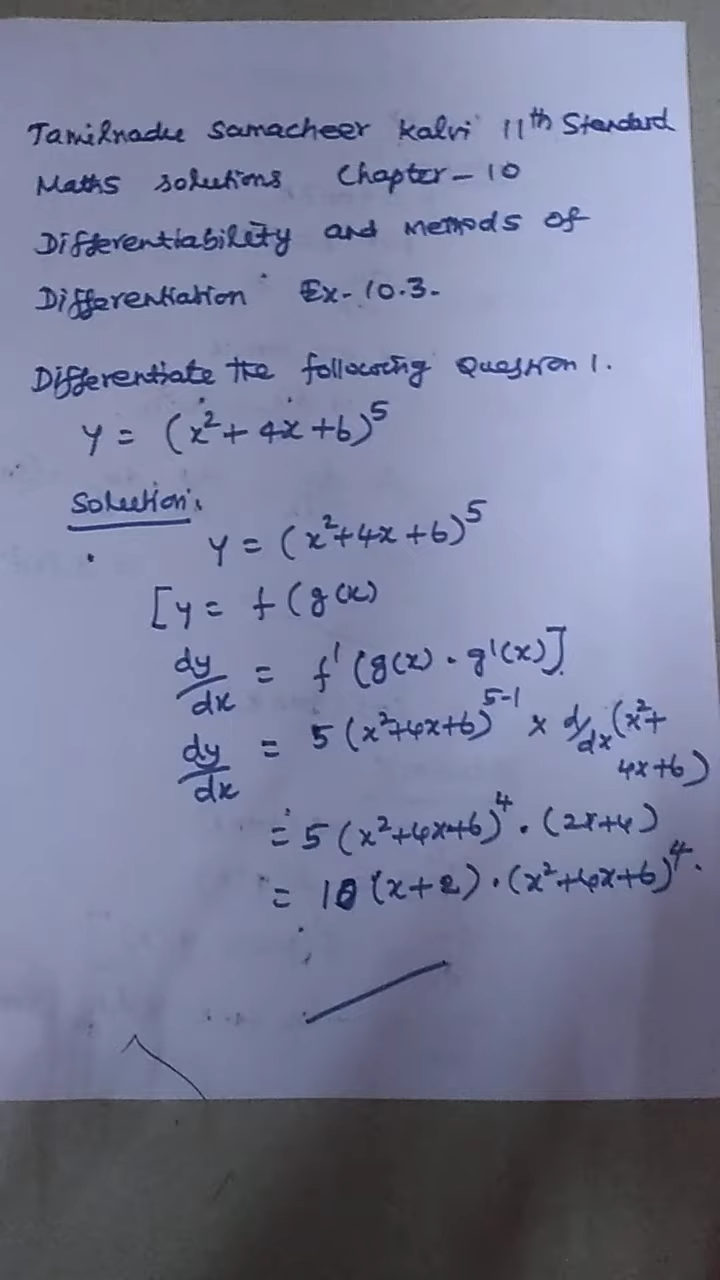 Tamilnadu Samacheer Kalvi 11th Standard
Maths solutions Chapter - 10
Differentiability and Methods of
Differentiation Ex- 10.3-
Differentiate the following Question 1.
y = (x² + 4x + 6)⁵
Solution:
y = (x² + 4x + 6)⁵
[y = f(g(x)
dy/dx = f'(g(x) · g'(x)]
dy/dx = 5(x²+4x+6)⁵⁻¹ × d/dx (x²+
4x+6)
= 5(x²+4x+6)⁴ · (2x+4)
= 10(x+2) · (x²+4x+6)⁴.